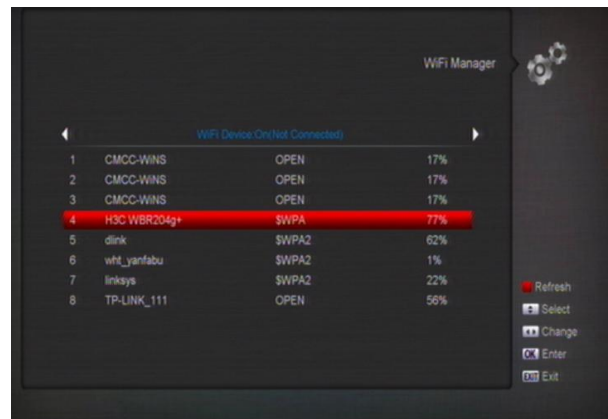 WiFi Manager
WiFi Device:On(Not Connected)
1 CMCC-WiNS OPEN 17%
2 CMCC-WiNS OPEN 17%
3 CMCC-WiNS OPEN 17%
4 H3C WBR204g+ $WPA 77%
5 dlink $WPA2 62%
6 wht_yanfabu $WPA2 1%
7 linksys $WPA2 22%
8 TP-LINK_111 OPEN 56%
Refresh
Select
Change
OK Enter
EXIT Exit